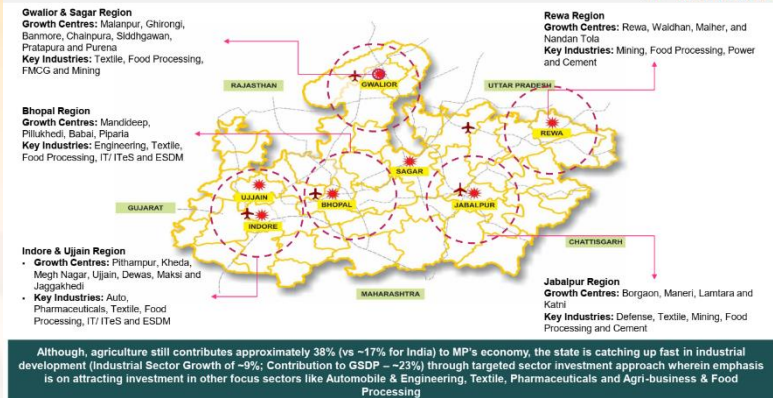 Gwalior & Sagar Region
Growth Centres: Malanpur, Ghirongi,
Banmore, Chainpura, Siddhgawan,
Pratapura and Purena
Key Industries: Textile, Food Processing,
FMCG and Mining
Rewa Region
Growth Centres: Rewa, Waidhan, Maiher, and
Nandan Tola
Key Industries: Mining, Food Processing, Power
and Cement
RAJASTHAN
GWALIOR
UTTAR PRADESH
Bhopal Region
Growth Centres: Mandideep,
Pillukhedi, Babai, Piparia
Key Industries: Engineering, Textile,
Food Processing, IT/ ITeS and ESDM
REWA
SAGAR
UJJAIN
BHOPAL
JABALPUR
GUJARAT
INDORE
CHATTISGARH
Indore & Ujjain Region
• Growth Centres: Pithampur, Kheda,
Megh Nagar, Ujjain, Dewas, Maksi and
Jaggakhedi
• Key Industries: Auto,
Pharmaceuticals, Textile, Food
Processing, IT/ ITeS and ESDM
MAHARASHTRA
Jabalpur Region
Growth Centres: Borgaon, Maneri, Lamtara and
Katni
Key Industries: Defense, Textile, Mining, Food
Processing and Cement
Although, agriculture still contributes approximately 38% (vs ~17% for India) to MP's economy, the state is catching up fast in industrial
development (Industrial Sector Growth of ~9%; Contribution to GSDP – ~23%) through targeted sector investment approach wherein emphasis
is on attracting investment in other focus sectors like Automobile & Engineering, Textile, Pharmaceuticals and Agri-business & Food
Processing